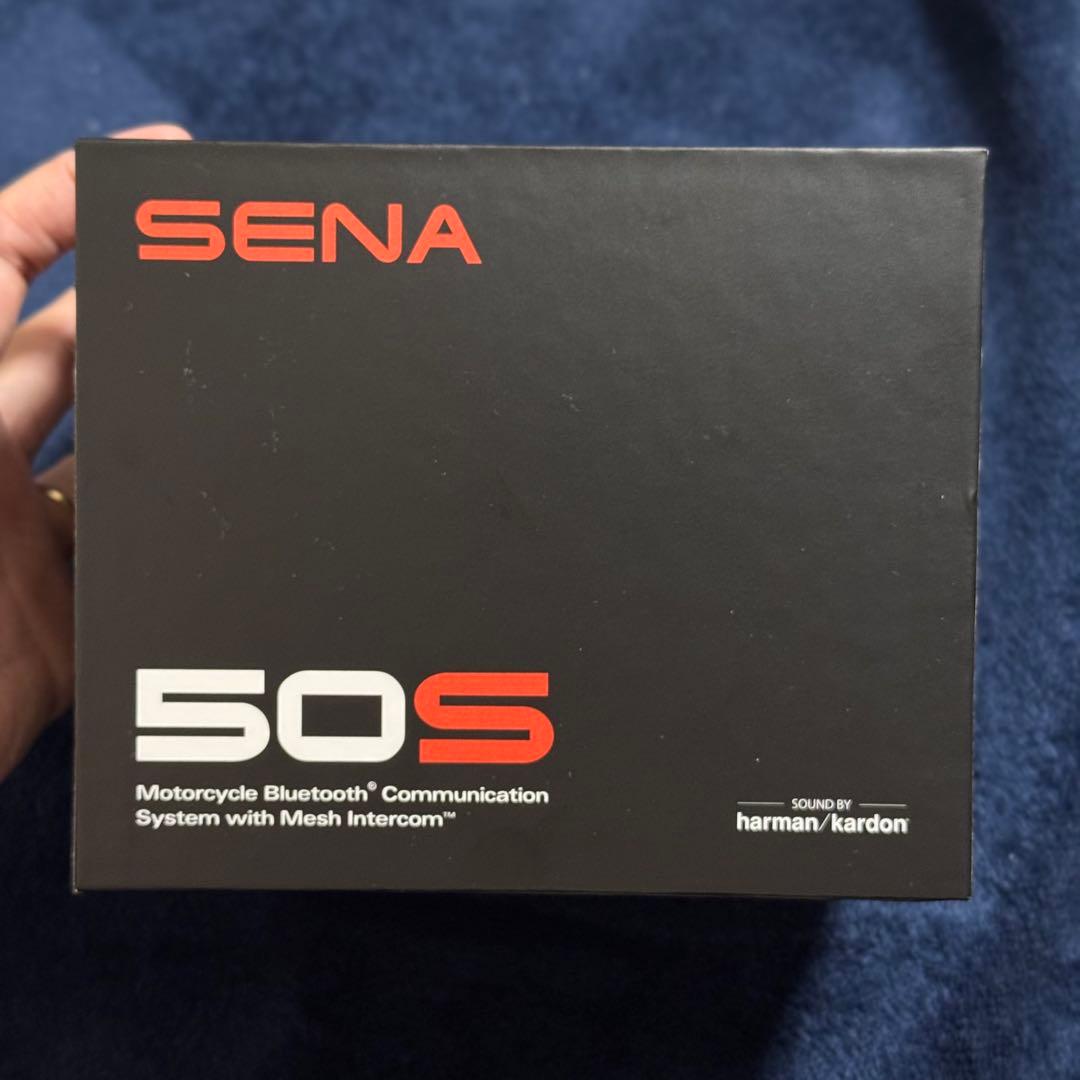 SENA
50S
Motorcycle Bluetooth® Communication
System with Mesh Intercom™
SOUND BY
harman/kardon